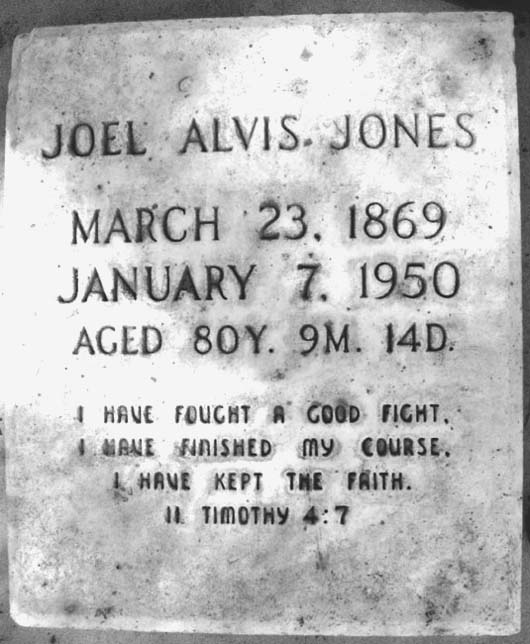 JOEL ALVIS JONES
MARCH 23, 1869
JANUARY 7, 1950
AGED 80Y. 9M. 14D.
I HAVE FOUGHT A GOOD FIGHT,
I HAVE FINISHED MY COURSE,
I HAVE KEPT THE FAITH.
II TIMOTHY 4:7